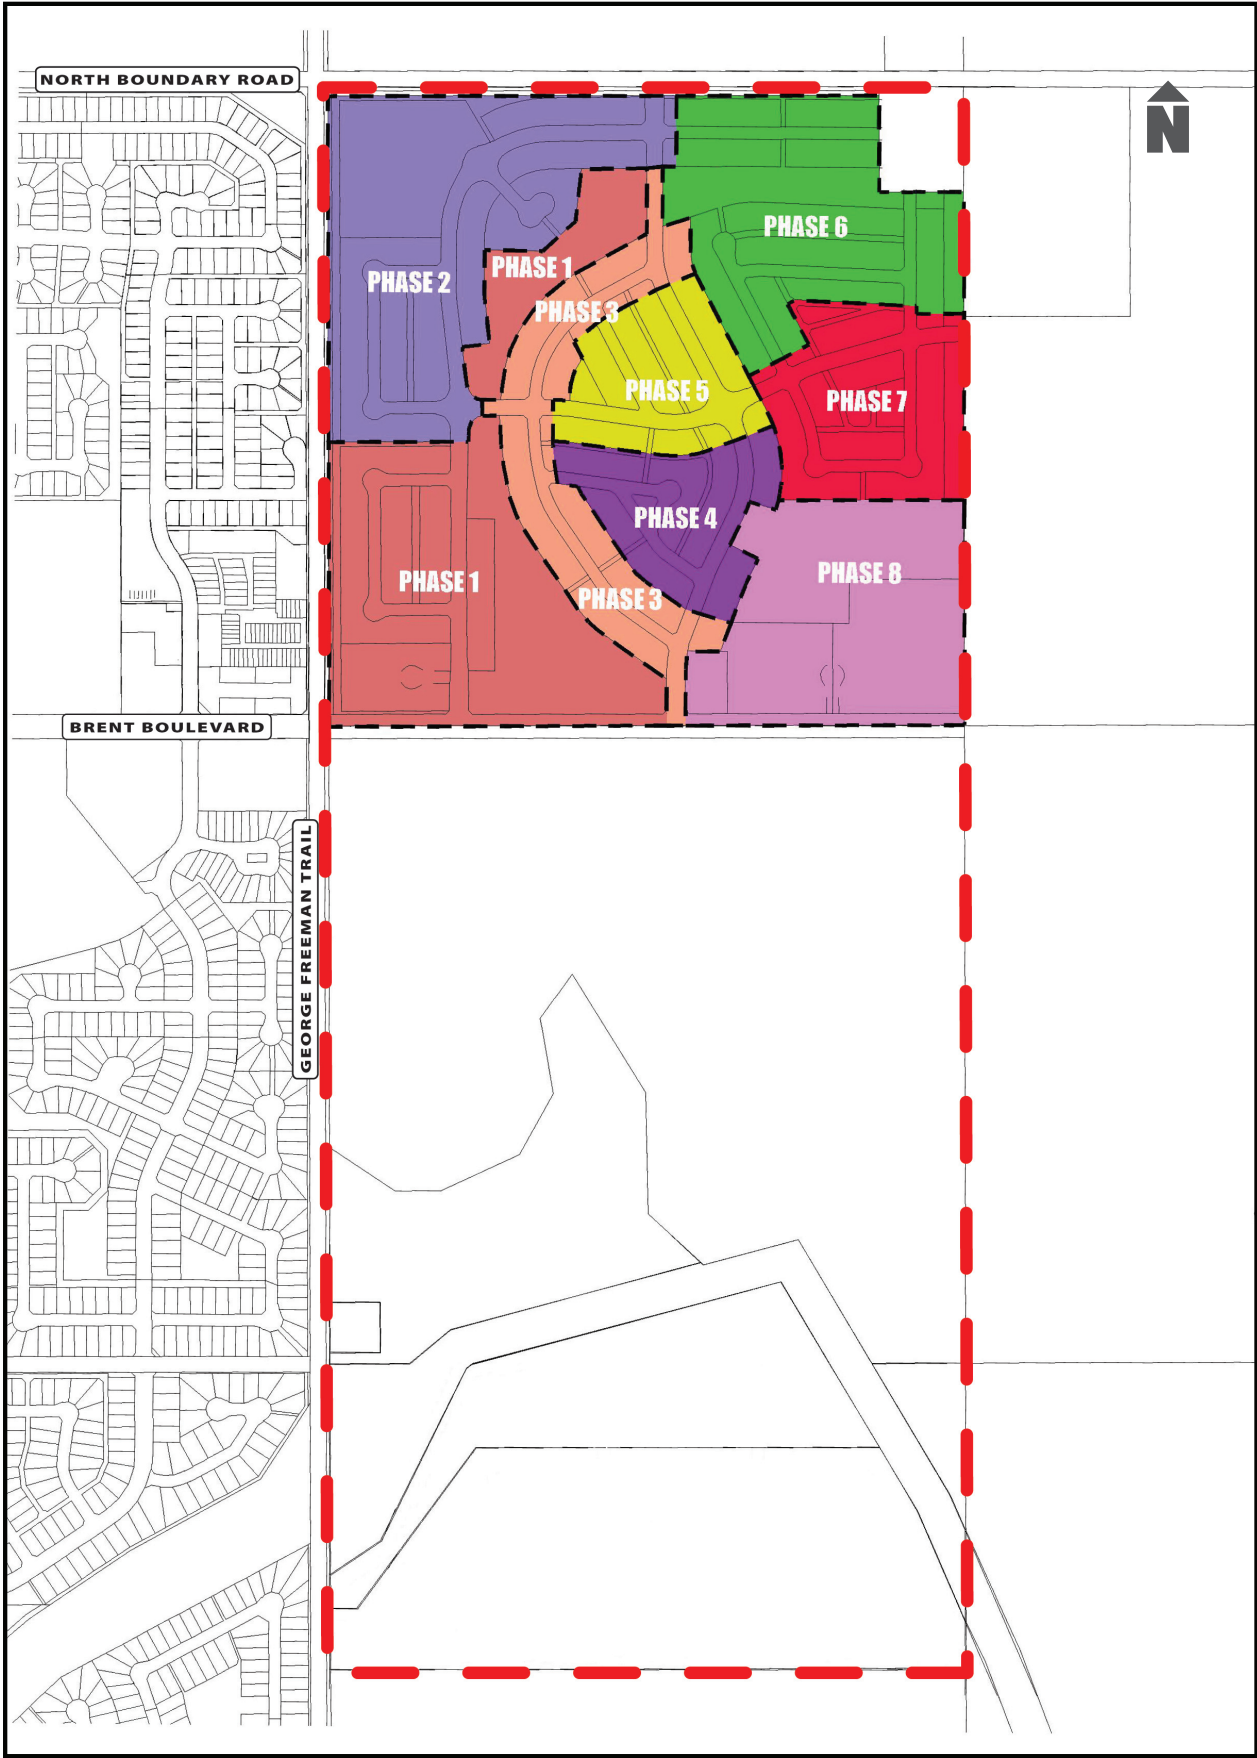 NORTH BOUNDARY ROAD
N
PHASE 6
PHASE 1
PHASE 2
PHASE 3
PHASE 5
PHASE 7
PHASE 4
PHASE 8
PHASE 1
PHASE 3
BRENT BOULEVARD
GEORGE FREEMAN TRAIL